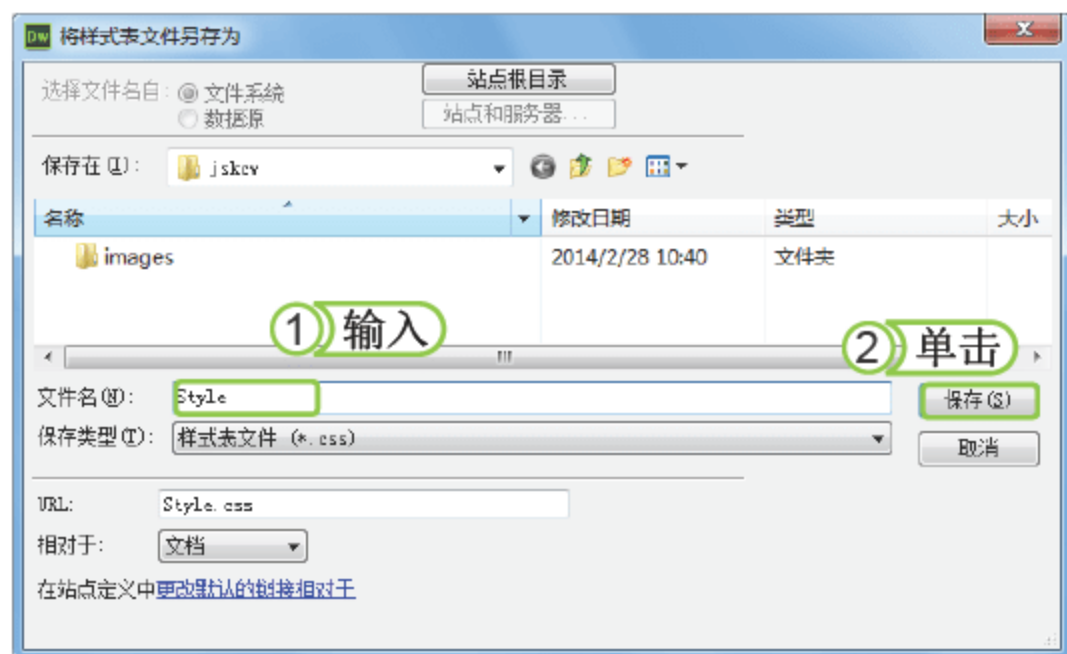 Dw 将样式表文件另存为
选择文件名自: 文件系统
数据源
站点根目录
站点和服务器...
保存在(I): jskcv
名称 修改日期 类型 大小
images 2014/2/28 10:40 文件夹
1 输入
2 单击
文件名(N): Style 保存(S)
保存类型(T): 样式表文件 (*.css) 取消
URL: Style.css
相对于: 文档
在站点定义中更改默认的链接相对于